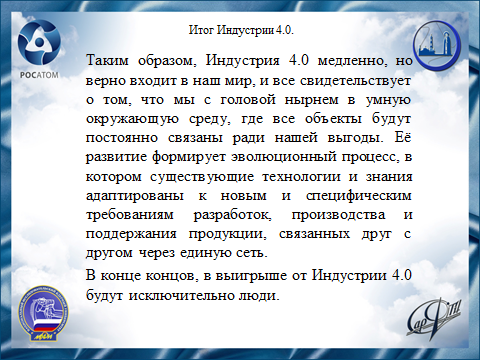 Итог Индустрии 4.0.
РОСАТОМ
Таким образом, Индустрия 4.0 медленно, но
верно входит в наш мир, и все свидетельствует
о том, что мы с головой нырнем в умную
окружающую среду, где все объекты будут
постоянно связаны ради нашей выгоды. Её
развитие формирует эволюционный процесс, в
котором существующие технологии и знания
адаптированы к новым и специфическим
требованиям разработок, производства и
поддержания продукции, связанных друг с
другом через единую сеть.
В конце концов, в выигрыше от Индустрии 4.0
будут исключительно люди.